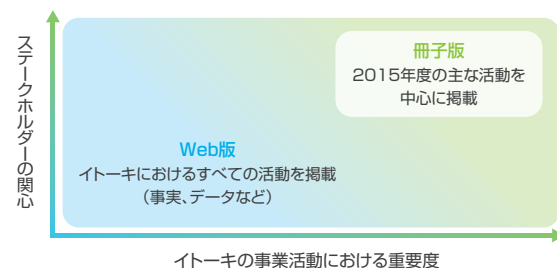 ステークホルダーの関心
冊子版
2015年度の主な活動を
中心に掲載
Web版
イトーキにおけるすべての活動を掲載
（事実、データなど）
イトーキの事業活動における重要度